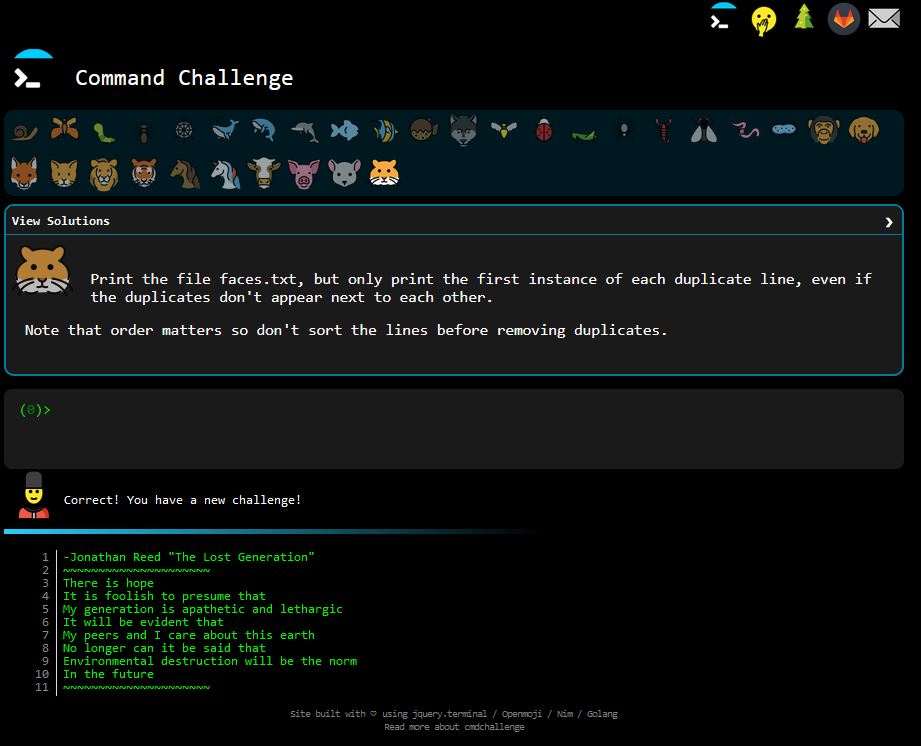 Command Challenge
View Solutions
Print the file faces.txt, but only print the first instance of each duplicate line, even if
the duplicates don't appear next to each other.
Note that order matters so don't sort the lines before removing duplicates.
(0)>
Correct! You have a new challenge!
1 -Jonathan Reed "The Lost Generation"
2 ~~~~~~~~~~~~~~~~~~~~~
3 There is hope
4 It is foolish to presume that
5 My generation is apathetic and lethargic
6 It will be evident that
7 My peers and I care about this earth
8 No longer can it be said that
9 Environmental destruction will be the norm
10 In the future
11 ~~~~~~~~~~~~~~~~~~~~~
Site built with ♡ using jquery.terminal / Openmoji / Nim / Golang
Read more about cmdchallenge